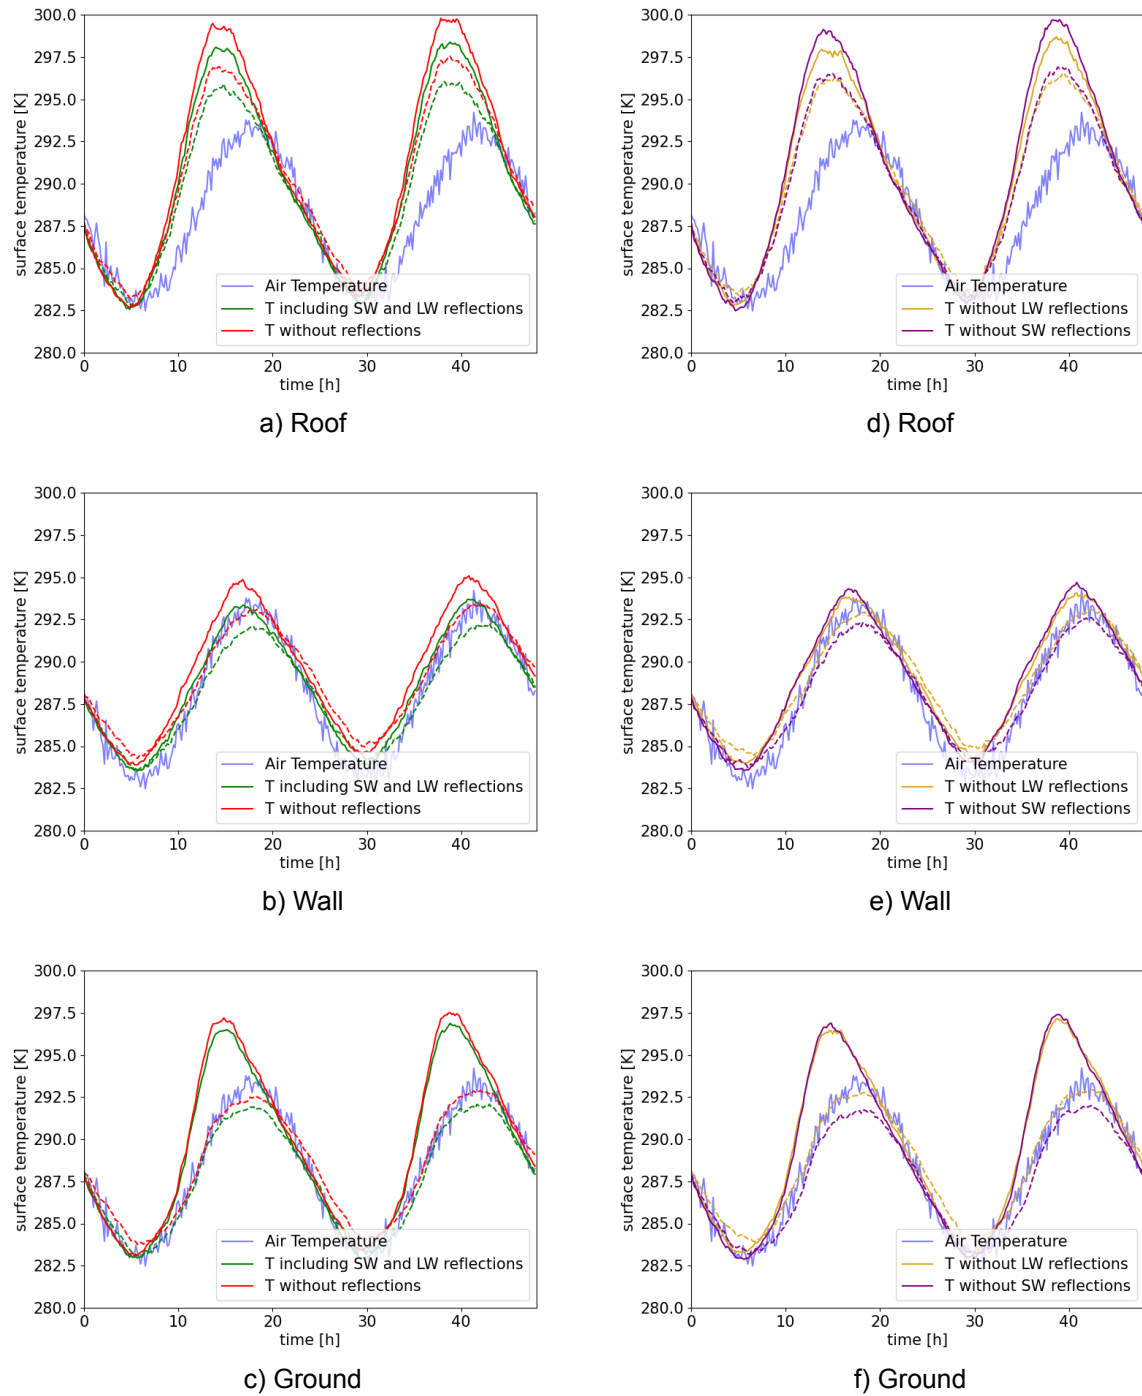 300.0
297.5
295.0
292.5
290.0
287.5
285.0
282.5
280.0
surface temperature [K]
0 10 20 30 40
time [h]
Air Temperature
T including SW and LW reflections
T without reflections
a) Roof
300.0
297.5
295.0
292.5
290.0
287.5
285.0
282.5
280.0
surface temperature [K]
0 10 20 30 40
time [h]
Air Temperature
T without LW reflections
T without SW reflections
d) Roof
300.0
297.5
295.0
292.5
290.0
287.5
285.0
282.5
280.0
surface temperature [K]
0 10 20 30 40
time [h]
Air Temperature
T including SW and LW reflections
T without reflections
b) Wall
300.0
297.5
295.0
292.5
290.0
287.5
285.0
282.5
280.0
surface temperature [K]
0 10 20 30 40
time [h]
Air Temperature
T without LW reflections
T without SW reflections
e) Wall
300.0
297.5
295.0
292.5
290.0
287.5
285.0
282.5
280.0
surface temperature [K]
0 10 20 30 40
time [h]
Air Temperature
T including SW and LW reflections
T without reflections
c) Ground
300.0
297.5
295.0
292.5
290.0
287.5
285.0
282.5
280.0
surface temperature [K]
0 10 20 30 40
time [h]
Air Temperature
T without LW reflections
T without SW reflections
f) Ground